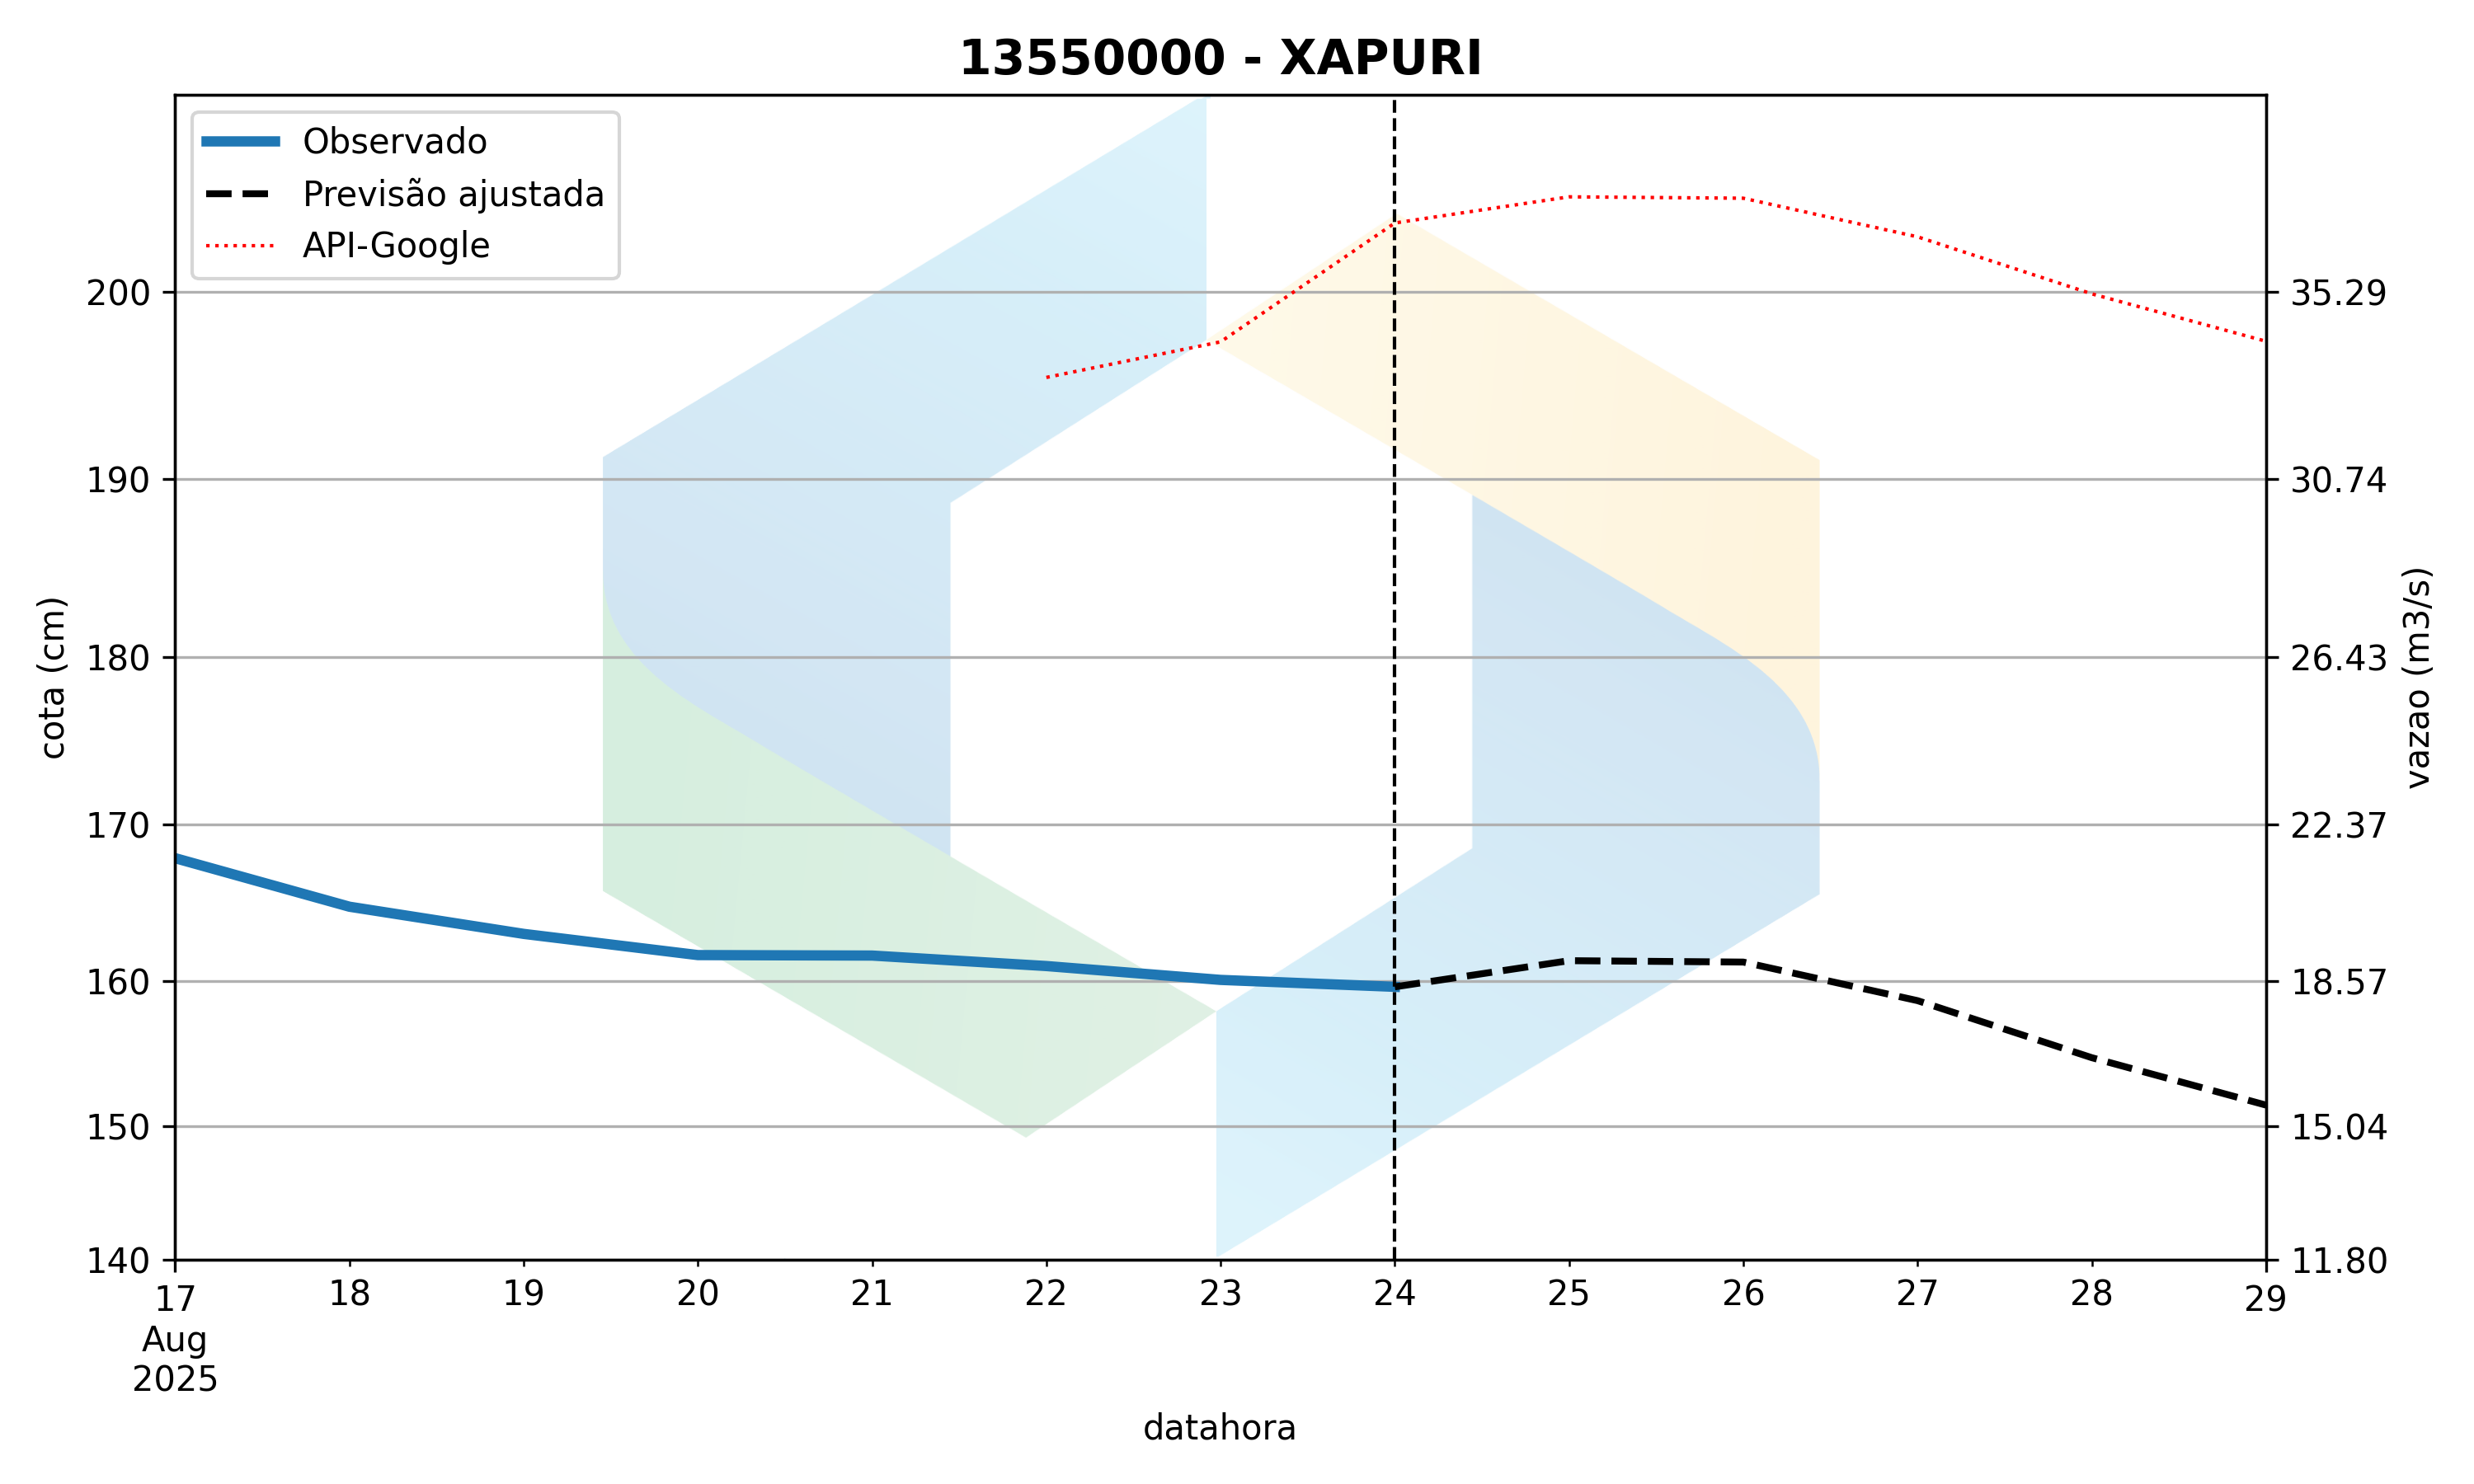 13550000 - XAPURI
Observado
Previsão ajustada
API-Google
cota (cm)
200
190
180
170
160
150
140
35.29
30.74
26.43
22.37
18.57
15.04
11.80
vazao (m3/s)
17 18 19 20 21 22 23 24 25 26 27 28 29
Aug
2025
datahora